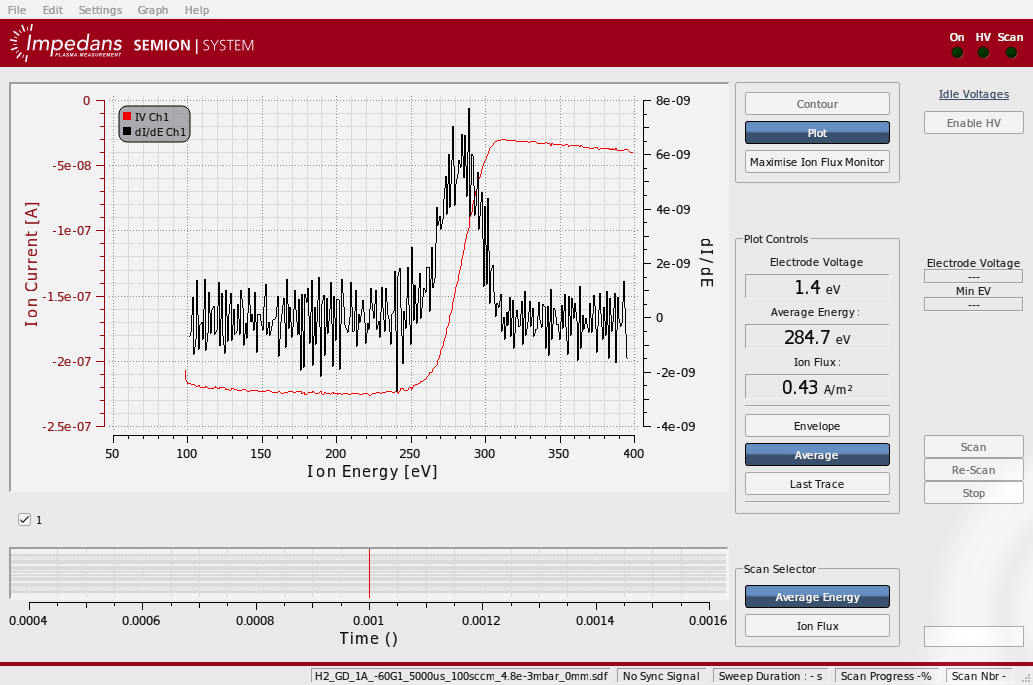 File Edit Settings Graph Help
Impedans
PLASMA MEASUREMENT
SEMION | SYSTEM
On HV Scan
IV Ch1
dI/dE Ch1
0
-5e-08
-1e-07
-1.5e-07
-2e-07
-2.5e-07
Ion Current [A]
8e-09
6e-09
4e-09
2e-09
0
-2e-09
-4e-09
dI/dE
50 100 150 200 250 300 350 400
Ion Energy [eV]
Contour
Plot
Maximise Ion Flux Monitor
Idle Voltages
Enable HV
Plot Controls
Electrode Voltage
1.4 eV
Average Energy:
284.7 eV
Ion Flux:
0.43 A/m²
Envelope
Average
Last Trace
Electrode Voltage
---
Min EV
---
Scan
Re-Scan
Stop
1
0.0004 0.0006 0.0008 0.001 0.0012 0.0014 0.0016
Time ()
Scan Selector
Average Energy
Ion Flux
H2_GD_1A_-60G1_5000us_100sccm_4.8e-3mbar_0mm.sdf No Sync Signal Sweep Duration : - s Scan Progress -% Scan Nbr -